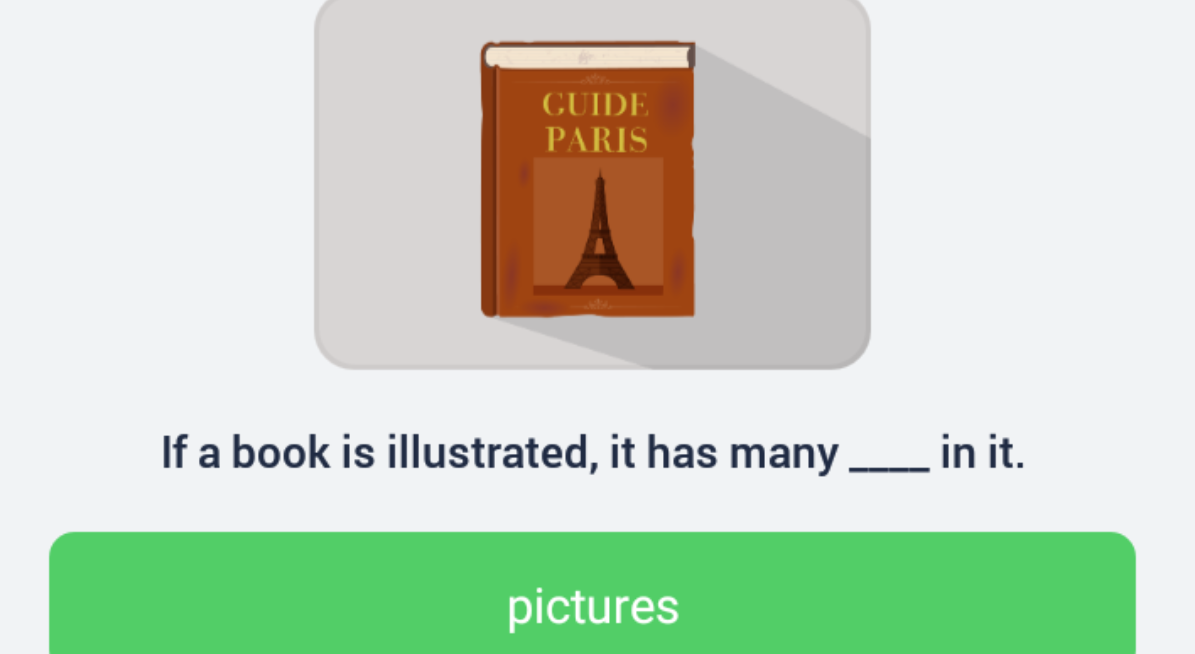 GUIDE
PARIS
If a book is illustrated, it has many ____ in it.
pictures